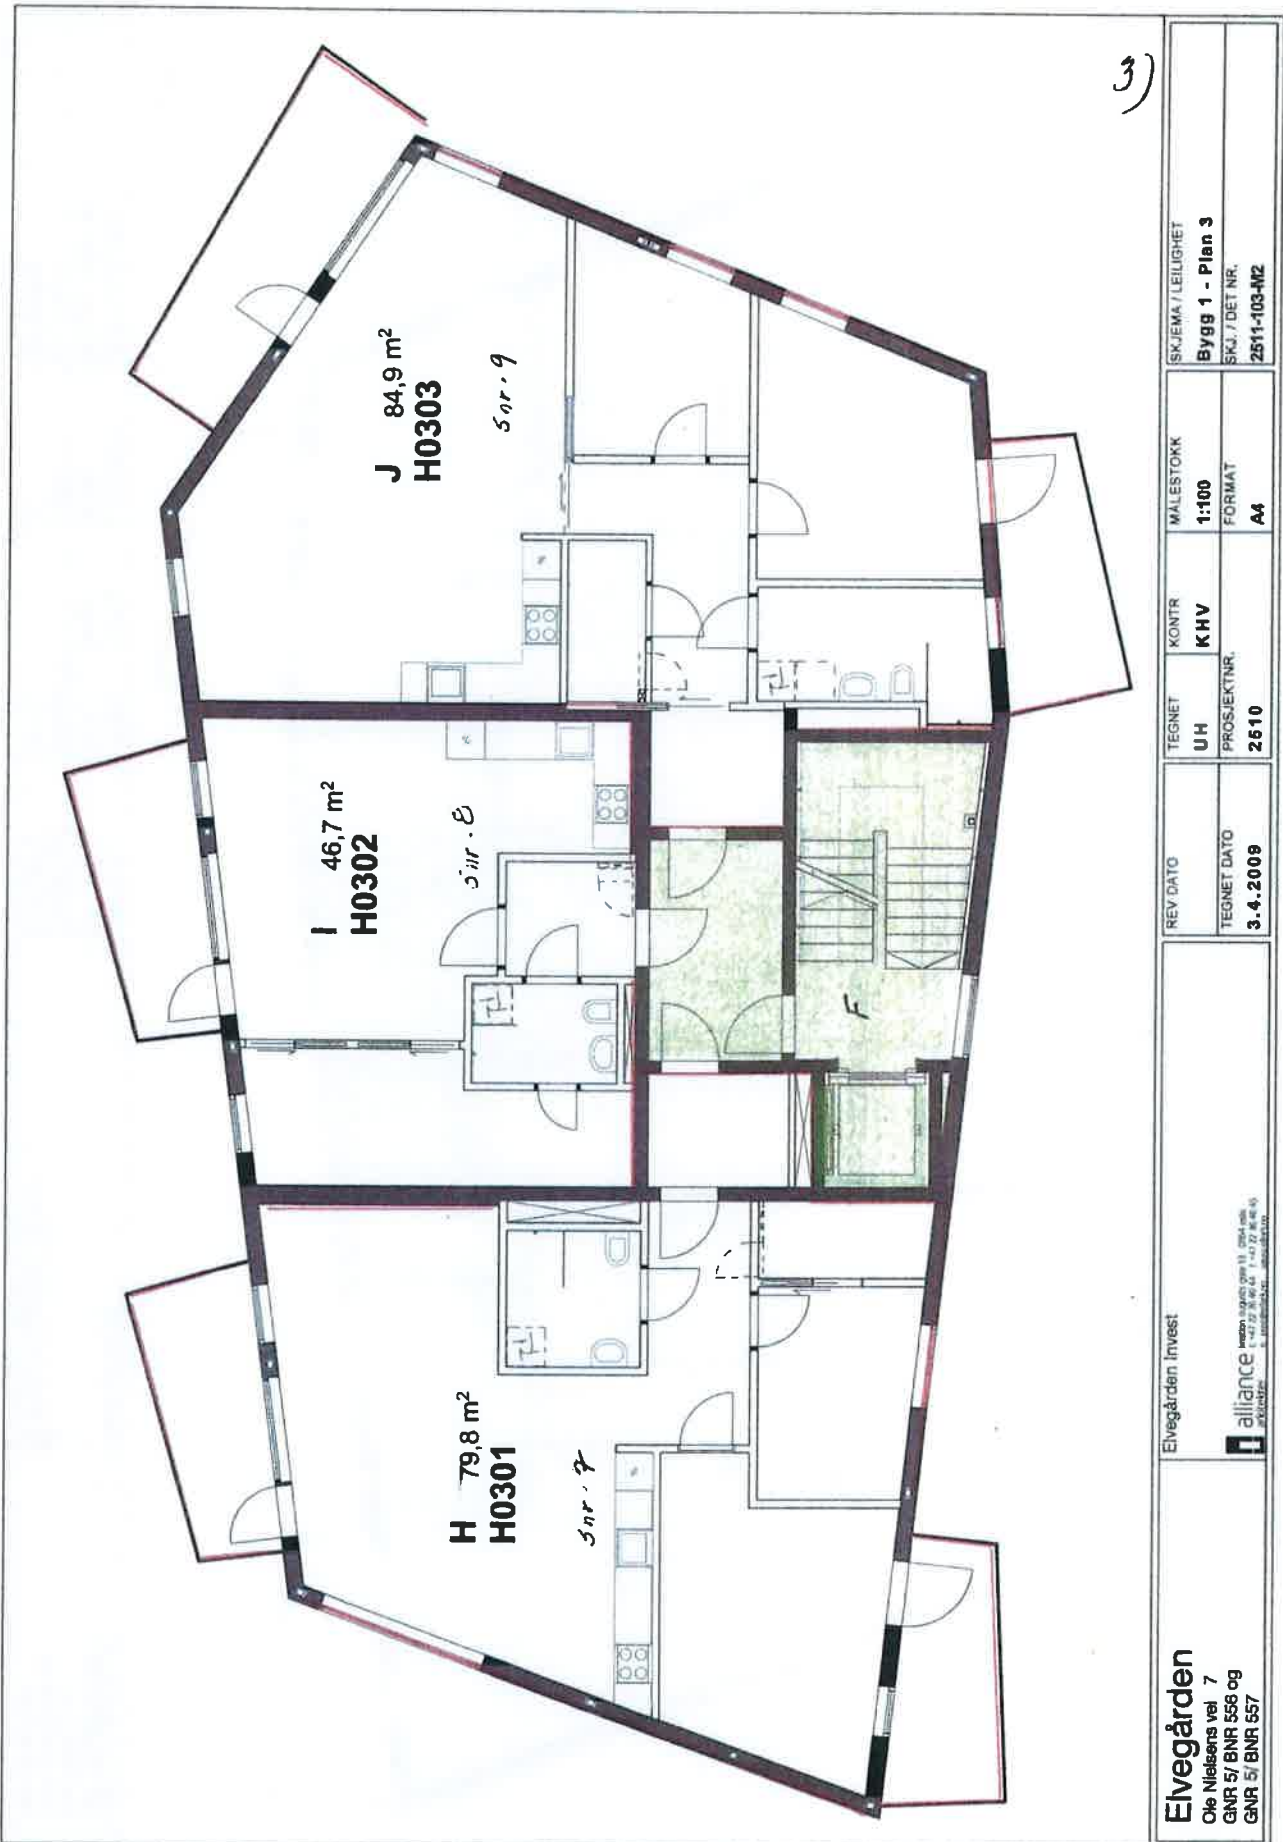 3)
J 84,9 m²
H0303
snr. 9
I 46,7 m²
H0302
snr. 8
H 79,8 m²
H0301
snr. 7
F
Elvegården
Ole Nielsens vei 7
GNR 5/ BNR 556 og
GNR 5/ BNR 557
Elvegården Invest
alliance
arkitekter
REV DATO
TEGNET DATO
3.4.2009
TEGNET
UH
KONTR
KHV
PROSJEKTNR.
2510
MÅLESTOKK
1:100
FORMAT
A4
SKJEMA / LEILIGHET
Bygg 1 - Plan 3
SKJ. / DET NR.
2511-103-M2